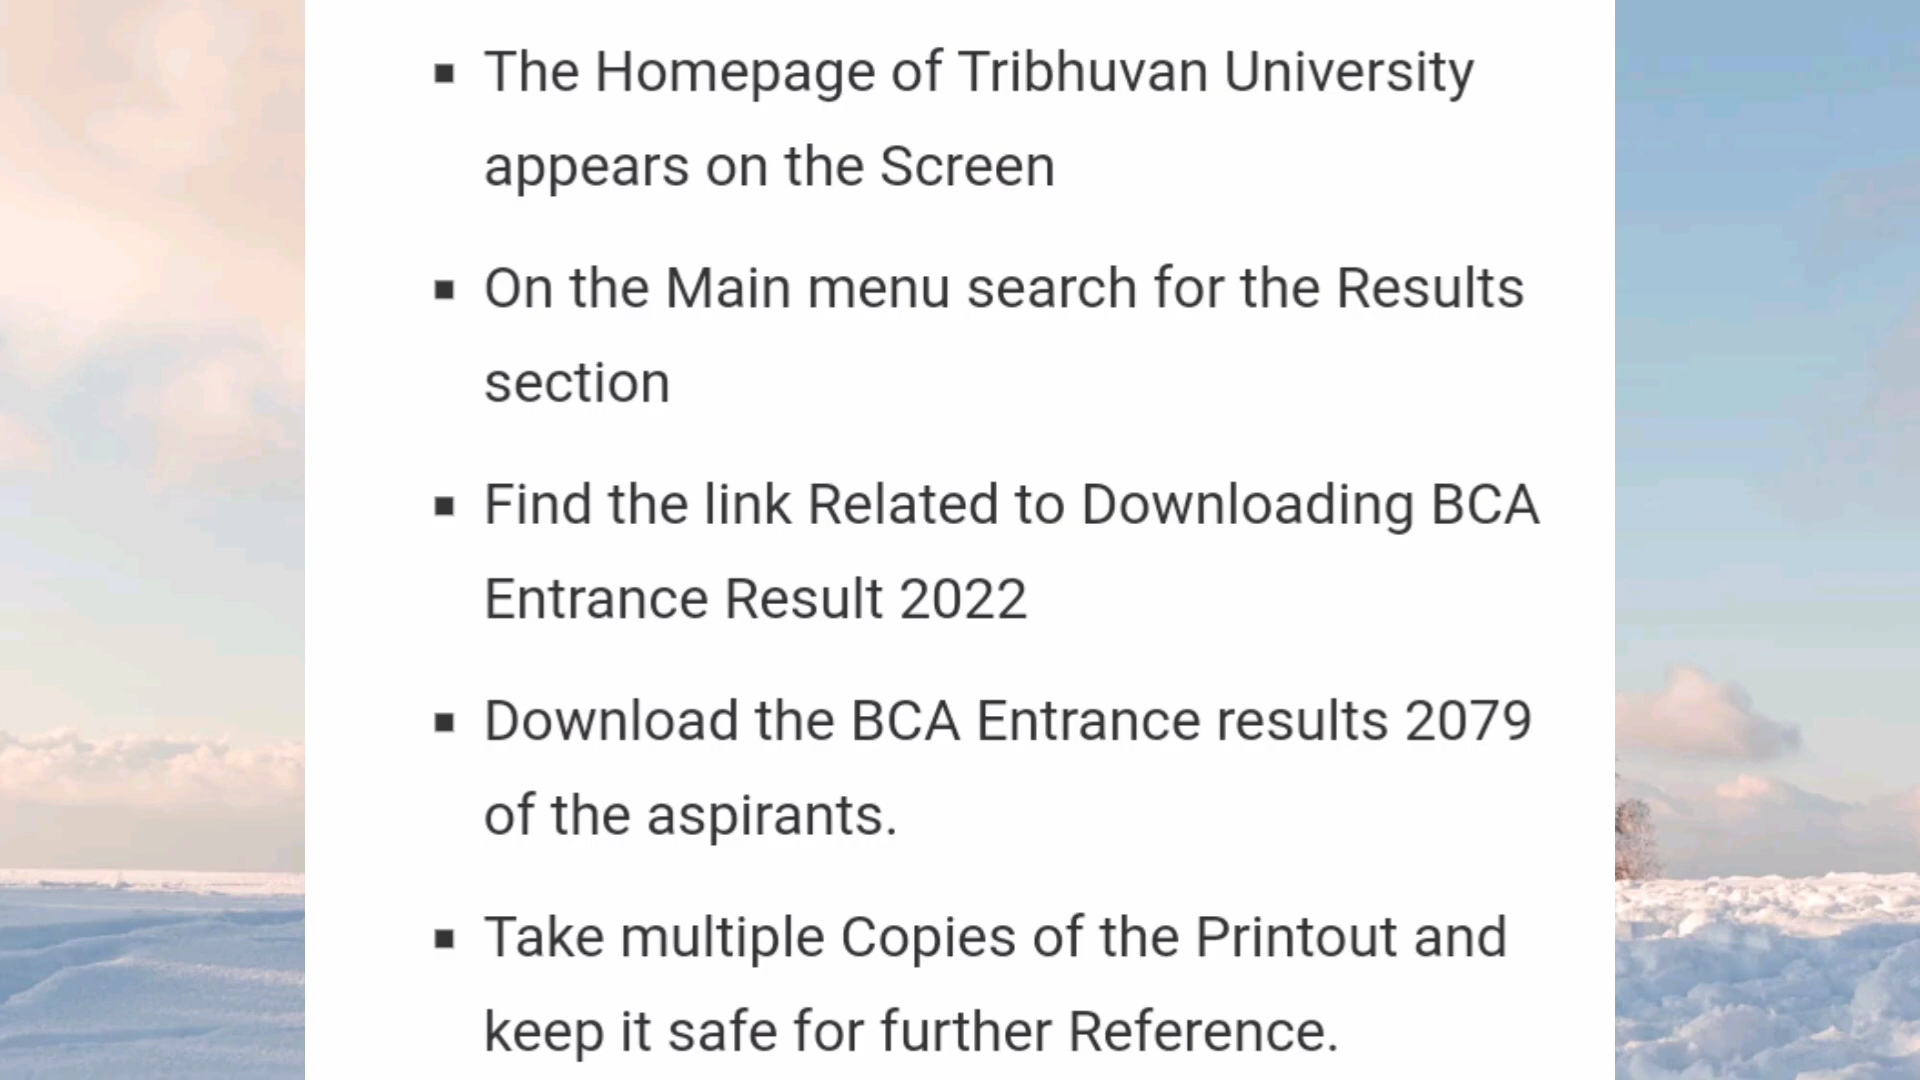 ▪ The Homepage of Tribhuvan University
appears on the Screen
▪ On the Main menu search for the Results
section
▪ Find the link Related to Downloading BCA
Entrance Result 2022
▪ Download the BCA Entrance results 2079
of the aspirants.
▪ Take multiple Copies of the Printout and
keep it safe for further Reference.